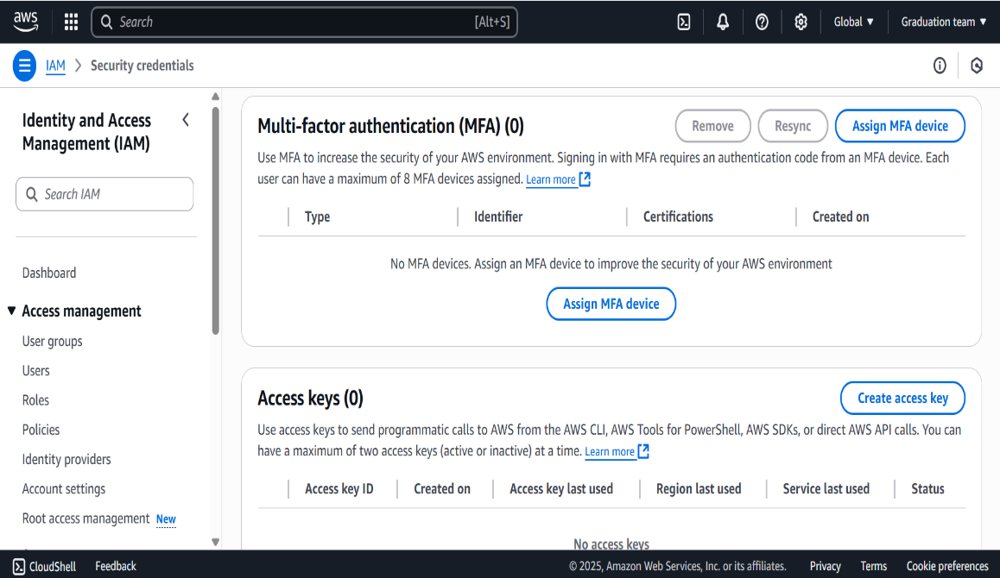 aws
Search [Alt+S] Global ▼ Graduation team ▼
IAM > Security credentials
Identity and Access
Management (IAM)
Search IAM
Dashboard
Access management
User groups
Users
Roles
Policies
Identity providers
Account settings
Root access management New
Multi-factor authentication (MFA) (0) Remove Resync Assign MFA device
Use MFA to increase the security of your AWS environment. Signing in with MFA requires an authentication code from an MFA device. Each
user can have a maximum of 8 MFA devices assigned. Learn more
Type Identifier Certifications Created on
No MFA devices. Assign an MFA device to improve the security of your AWS environment
Assign MFA device
Access keys (0) Create access key
Use access keys to send programmatic calls to AWS from the AWS CLI, AWS Tools for PowerShell, AWS SDKs, or direct AWS API calls. You can
have a maximum of two access keys (active or inactive) at a time. Learn more
Access key ID Created on Access key last used Region last used Service last used Status
No access keys
CloudShell Feedback © 2025, Amazon Web Services, Inc. or its affiliates. Privacy Terms Cookie preferences